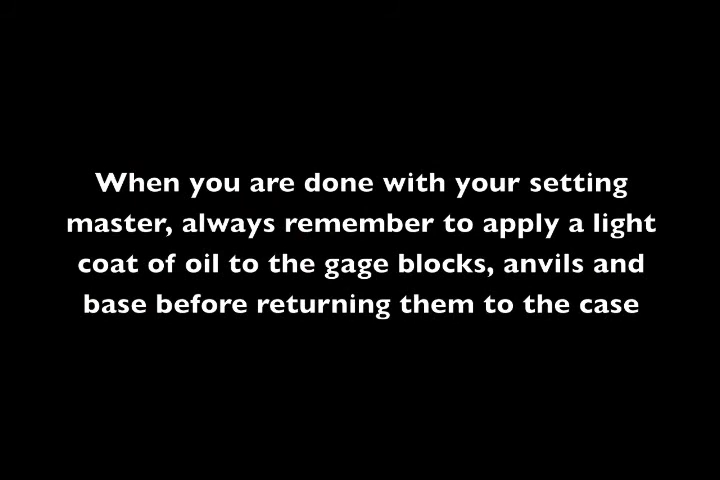 When you are done with your setting
master, always remember to apply a light
coat of oil to the gage blocks, anvils and
base before returning them to the case